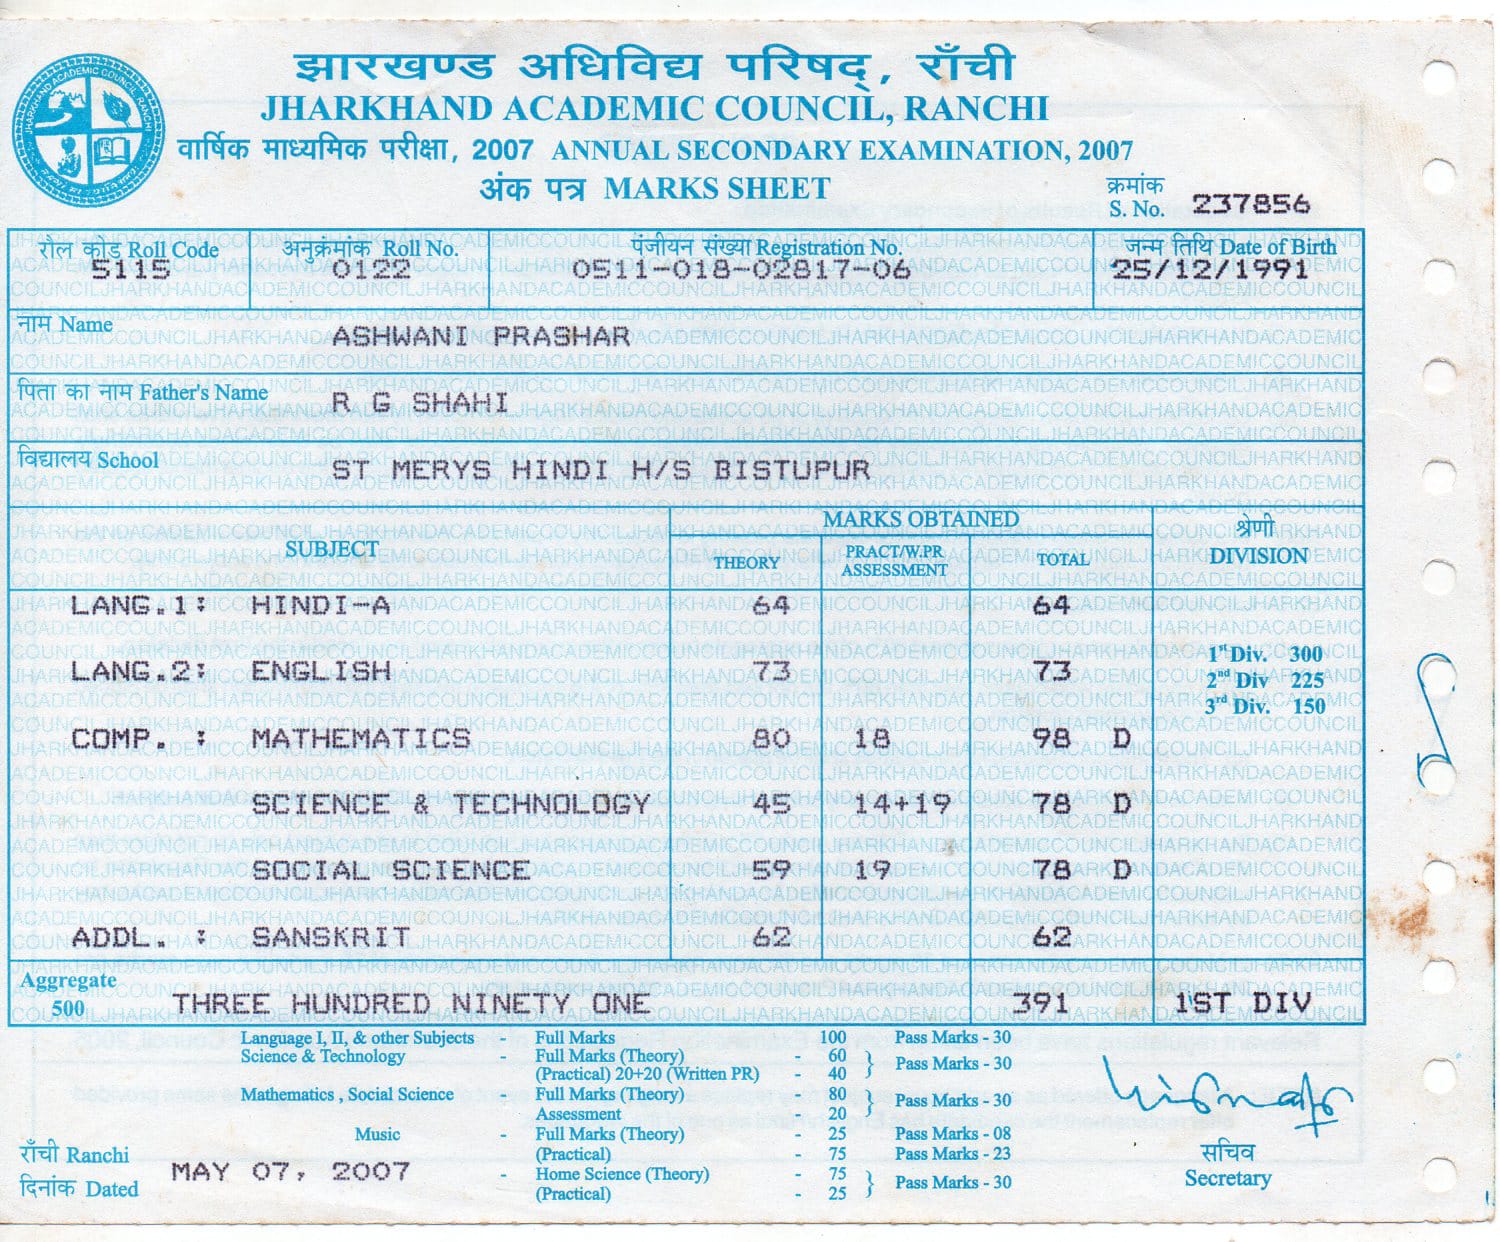 झारखण्ड अधिविद्य परिषद्, राँची
JHARKHAND ACADEMIC COUNCIL, RANCHI
वार्षिक माध्यमिक परीक्षा, 2007 ANNUAL SECONDARY EXAMINATION, 2007
अंक पत्र MARKS SHEET
क्रमांक
S. No. 237856
रौल कोड Roll Code अनुक्रमांक Roll No. पंजीयन संख्या Registration No. जन्म तिथि Date of Birth
5115 0122 0511-018-02817-06 25/12/1991
नाम Name ASHWANI PRASHAR
पिता का नाम Father's Name R G SHAHI
विद्यालय School ST MERYS HINDI H/S BISTUPUR
SUBJECT MARKS OBTAINED श्रेणी DIVISION
THEORY PRACT/W.PR ASSESSMENT TOTAL
LANG.1: HINDI-A 64 64
LANG.2: ENGLISH 73 73
1st Div. 300
2nd Div 225
3rd Div. 150
COMP. : MATHEMATICS 80 18 98 D
SCIENCE & TECHNOLOGY 45 14+19 78 D
SOCIAL SCIENCE 59 19 78 D
ADDL. : SANSKRIT 62 62
Aggregate
500 THREE HUNDRED NINETY ONE 391 1ST DIV
Language I, II, & other Subjects Full Marks 100 Pass Marks - 30
Science & Technology - Full Marks (Theory) - 60
(Practical) 20+20 (Written PR) - 40 } Pass Marks - 30
Mathematics , Social Science - Full Marks (Theory) - 80
Assessment - 20 Pass Marks - 30
Music - Full Marks (Theory) - 25 Pass Marks - 08
(Practical) - 75 Pass Marks - 23
- Home Science (Theory) - 75
(Practical) - 25 } Pass Marks - 30
राँची Ranchi
दिनांक Dated MAY 07, 2007
सचिव
Secretary